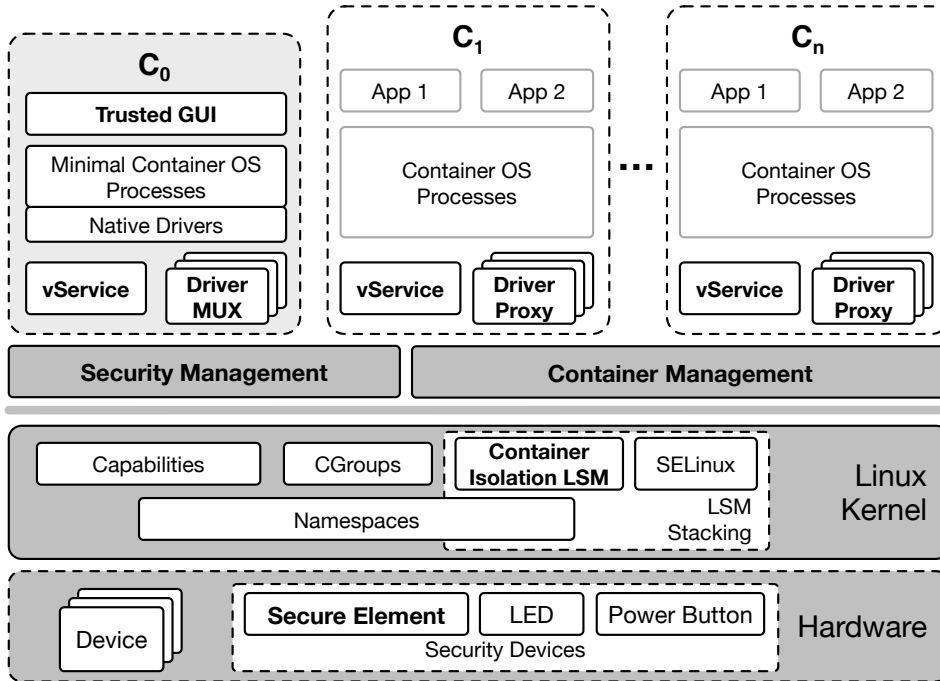 C0
Trusted GUI
Minimal Container OS
Processes
Native Drivers
vService
Driver
MUX
C1
App 1
App 2
Container OS
Processes
vService
Driver
Proxy
...
Cn
App 1
App 2
Container OS
Processes
vService
Driver
Proxy
Security Management
Container Management
Capabilities
CGroups
Container
Isolation LSM
SELinux
Namespaces
LSM
Stacking
Linux
Kernel
Device
Secure Element
LED
Power Button
Security Devices
Hardware